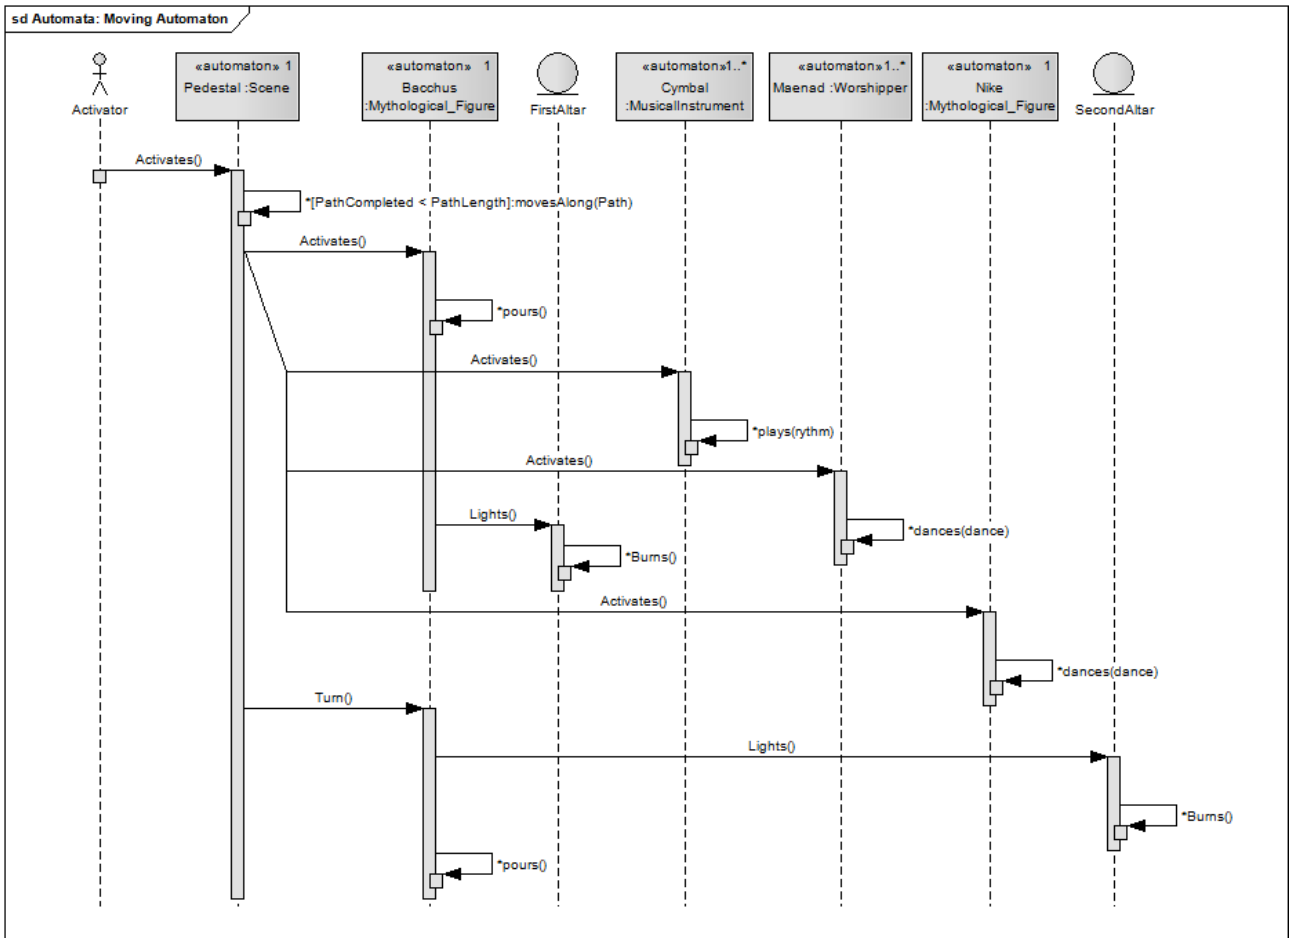 sd Automata: Moving Automaton
«automaton» 1
Pedestal :Scene
«automaton» 1
Bacchus
:Mythological_Figure
«automaton»1..*
Cymbal
:MusicalInstrument
«automaton»1..*
Maenad :Worshipper
«automaton» 1
Nike
:Mythological_Figure
Activator
FirstAltar
SecondAltar
Activates()
*[PathCompleted < PathLength]:movesAlong(Path)
Activates()
*pours()
Activates()
*plays(rythm)
Activates()
Lights()
*dances(dance)
*Burns()
Activates()
*dances(dance)
Turn()
Lights()
*Burns()
*pours()